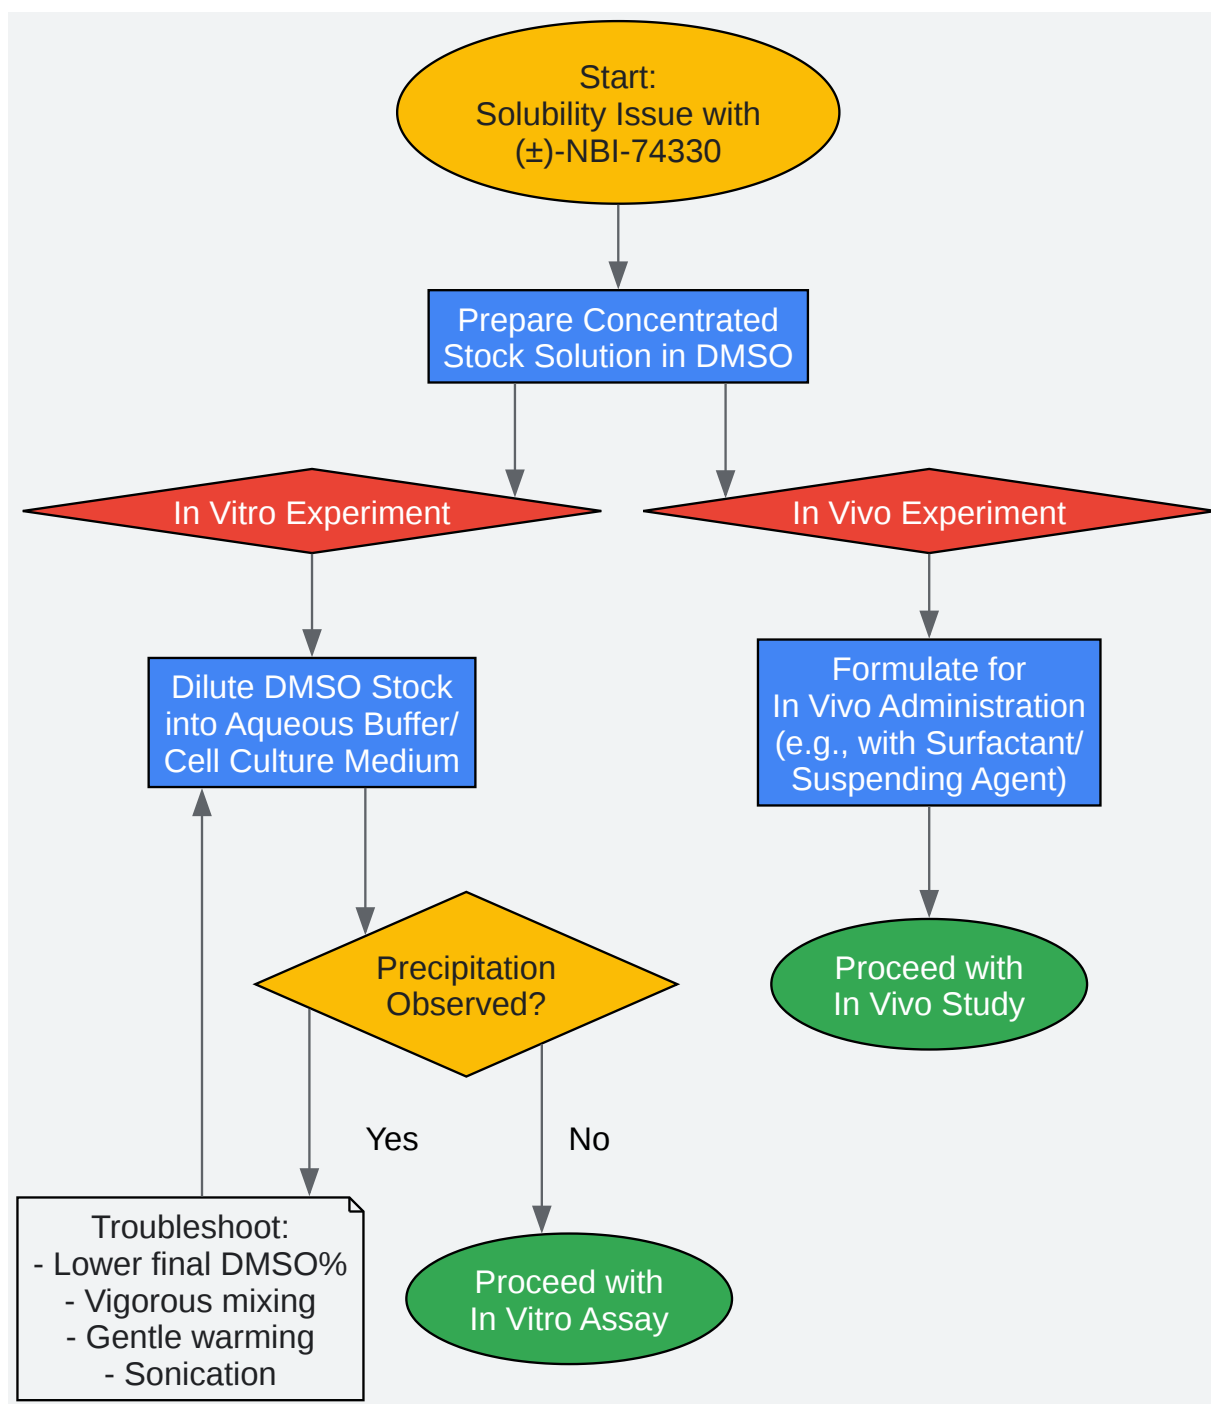 Start:
Solubility Issue with
(±)-NBI-74330
Prepare Concentrated
Stock Solution in DMSO
In Vitro Experiment
In Vivo Experiment
Dilute DMSO Stock
into Aqueous Buffer/
Cell Culture Medium
Formulate for
In Vivo Administration
(e.g., with Surfactant/
Suspending Agent)
Precipitation
Observed?
Proceed with
In Vivo Study
Yes
No
Troubleshoot:
- Lower final DMSO%
- Vigorous mixing
- Gentle warming
- Sonication
Proceed with
In Vitro Assay